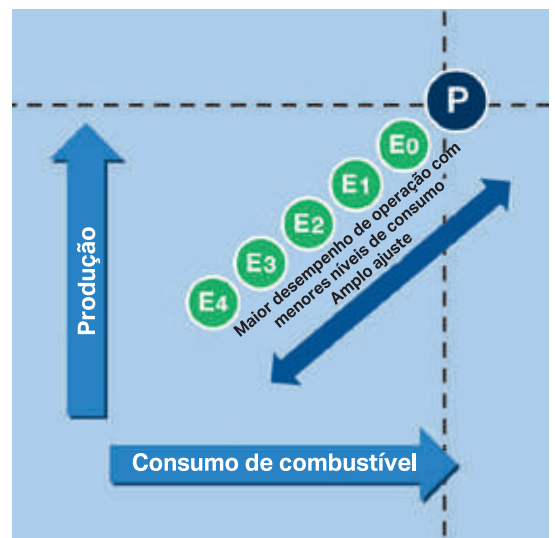 P
E0
E1
E2
E3
E4
Maior desempenho de operação com
menores níveis de consumo
Amplo ajuste
Produção
Consumo de combustível